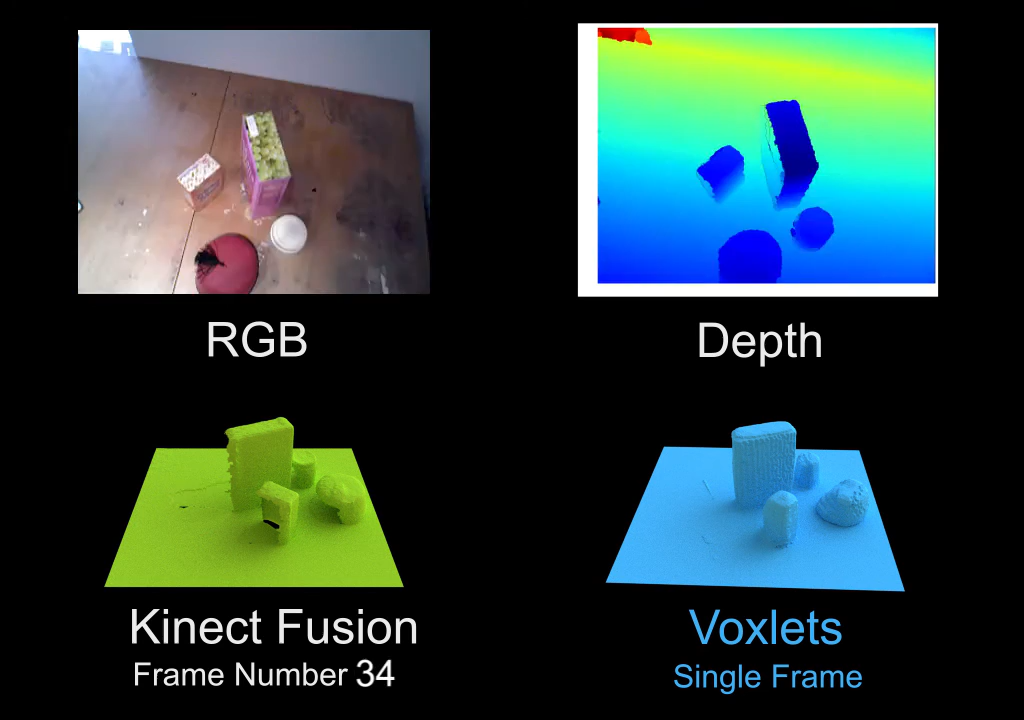 RGB
Depth
Kinect Fusion
Frame Number 34
Voxlets
Single Frame